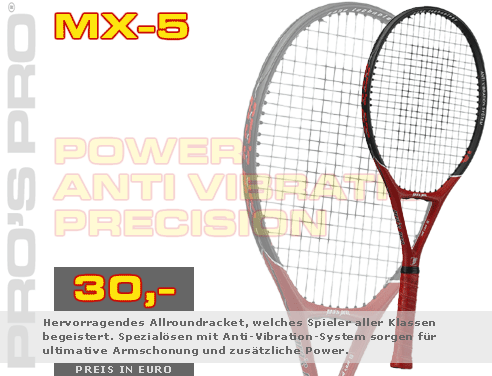 PRO'S PRO®
MX-5
POWER
ANTI VIBRATI
PRECISION
30,-
Hervorragendes Allroundracket, welches Spieler aller Klassen
begeistert. Spezialösen mit Anti-Vibration-System sorgen für
ultimative Armschonung und zusätzliche Power.
PREIS IN EURO